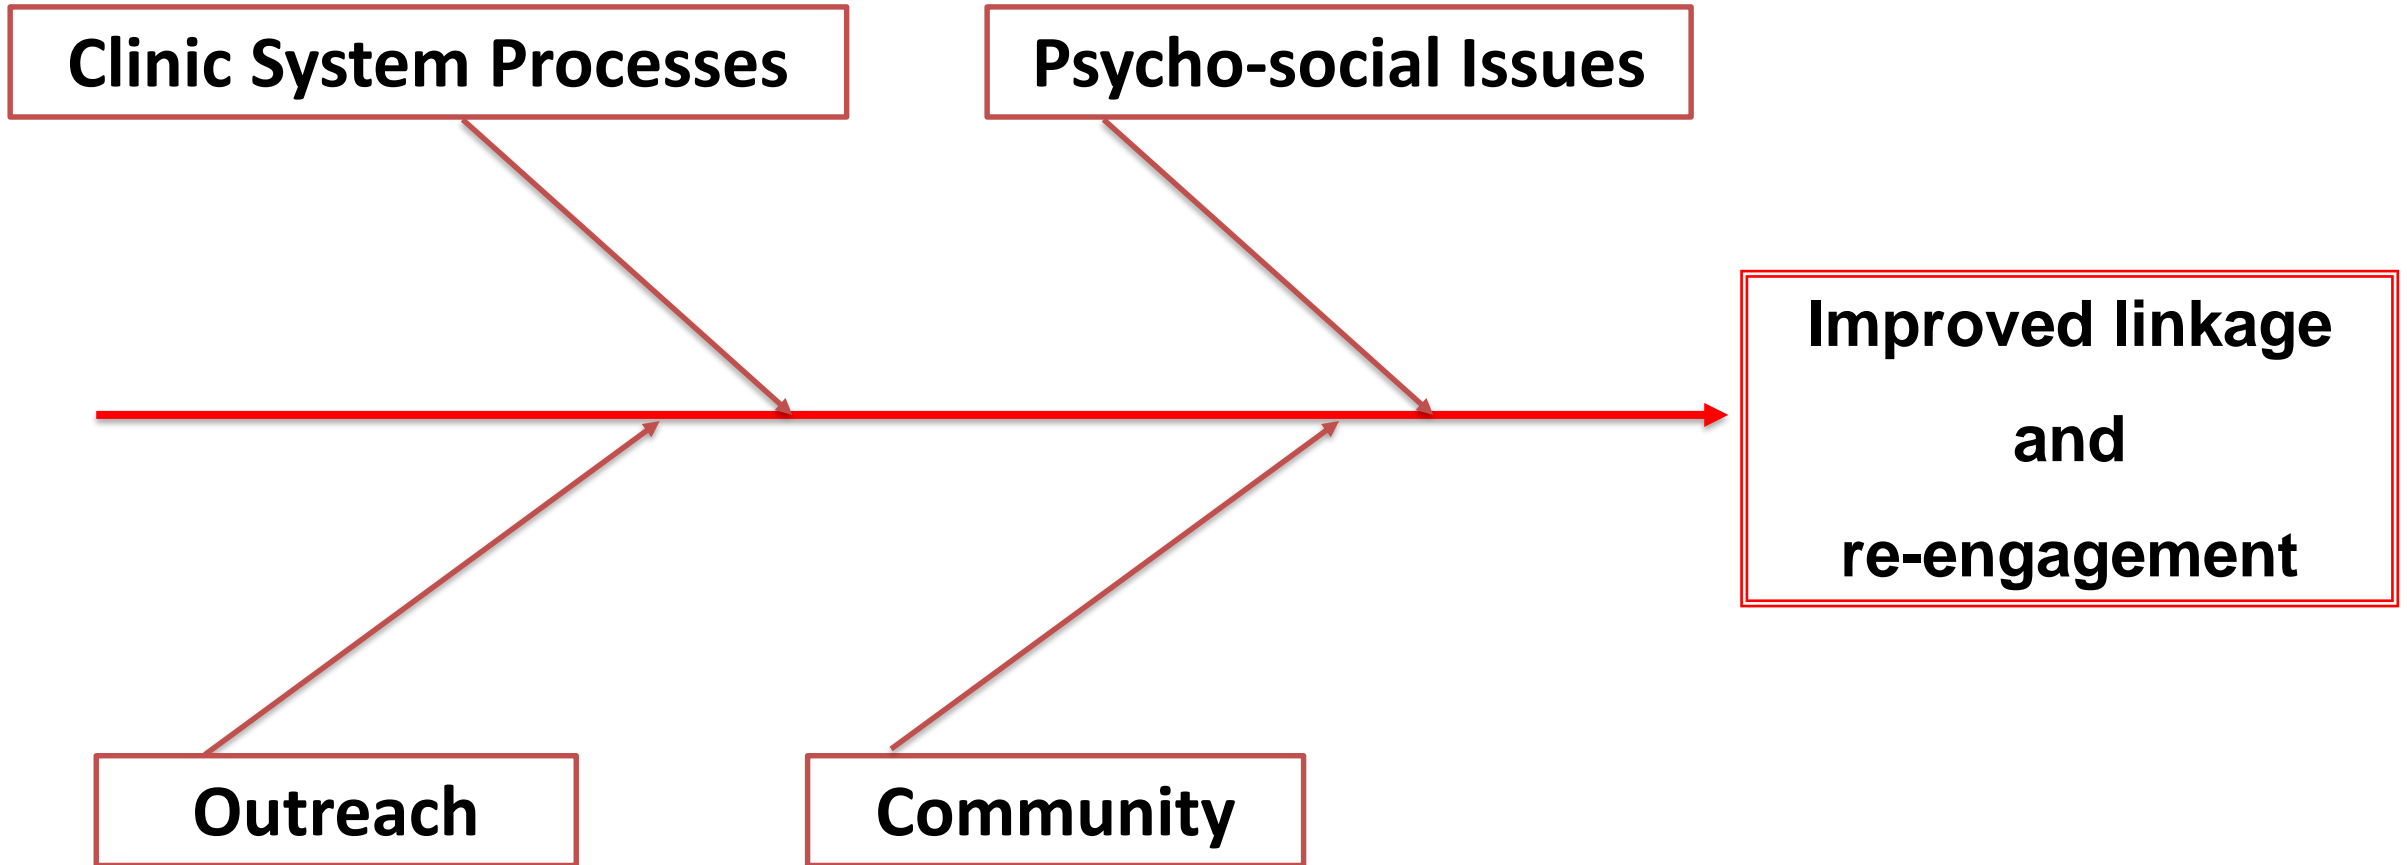 Clinic System Processes
Psycho-social Issues
Improved linkage
and
re-engagement
Outreach
Community